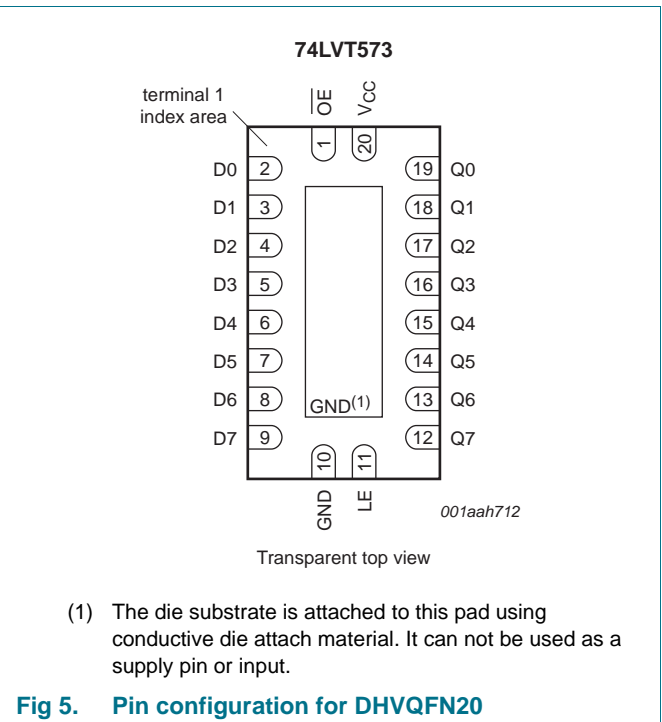 74LVT573
terminal 1
index area
OE
VCC
1
20
D0 2 19 Q0
D1 3 18 Q1
D2 4 17 Q2
D3 5 16 Q3
D4 6 15 Q4
D5 7 14 Q5
D6 8 13 Q6
GND(1)
D7 9 12 Q7
10
11
GND
LE
001aah712
Transparent top view
(1) The die substrate is attached to this pad using
conductive die attach material. It can not be used as a
supply pin or input.
Fig 5. Pin configuration for DHVQFN20